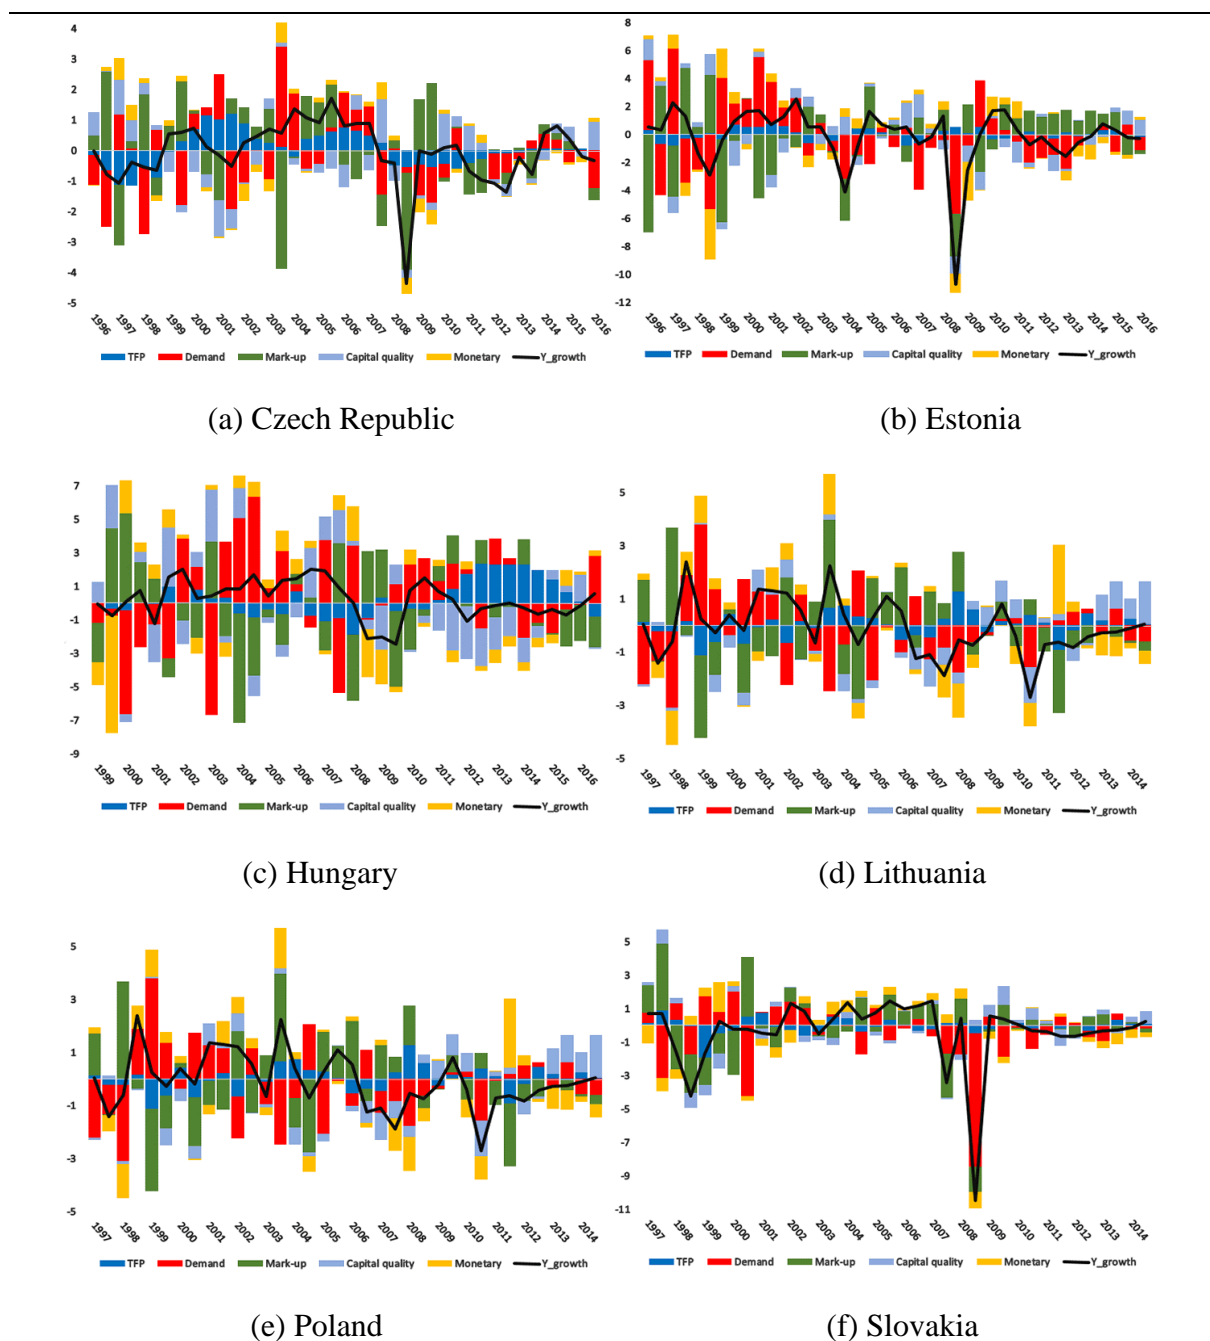 4
3
2
1
0
-1
-2
-3
-4
-5
1996 1997 1998 1999 2000 2001 2002 2003 2004 2005 2006 2007 2008 2009 2010 2011 2012 2013 2014 2015 2016
TFP Demand Mark-up Capital quality Monetary Y_growth
(a) Czech Republic
8
6
4
2
0
-2
-4
-6
-8
-10
-12
1996 1997 1998 1999 2000 2001 2002 2003 2004 2005 2006 2007 2008 2009 2010 2011 2012 2013 2014 2015 2016
TFP Demand Mark-up Capital quality Monetary Y_growth
(b) Estonia
7
5
3
1
-1
-3
-5
-7
-9
1999 2000 2001 2002 2003 2004 2005 2006 2007 2008 2009 2010 2011 2012 2013 2014 2015 2016
TFP Demand Mark-up Capital quality Monetary Y_growth
(c) Hungary
5
3
1
-1
-3
-5
1997 1998 1999 2000 2001 2002 2003 2004 2005 2006 2007 2008 2009 2010 2011 2012 2013 2014
TFP Demand Mark-up Capital quality Monetary Y_growth
(d) Lithuania
5
3
1
-1
-3
-5
1997 1998 1999 2000 2001 2002 2003 2004 2005 2006 2007 2008 2009 2010 2011 2012 2013 2014
TFP Demand Mark-up Capital quality Monetary Y_growth
(e) Poland
5
3
1
-1
-3
-5
-7
-9
-11
1997 1998 1999 2000 2001 2002 2003 2004 2005 2006 2007 2008 2009 2010 2011 2012 2013 2014
TFP Demand Mark-up Capital quality Monetary Y_growth
(f) Slovakia